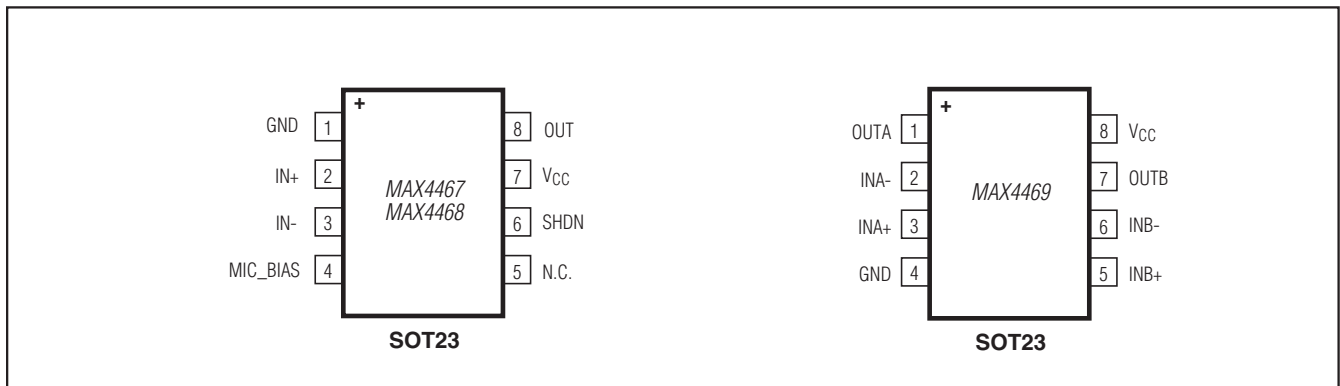 +
GND 1 8 OUT
IN+ 2 7 VCC
MAX4467
MAX4468
IN- 3 6 SHDN
MIC_BIAS 4 5 N.C.
SOT23
+
OUTA 1 8 VCC
INA- 2 MAX4469 7 OUTB
INA+ 3 6 INB-
GND 4 5 INB+
SOT23